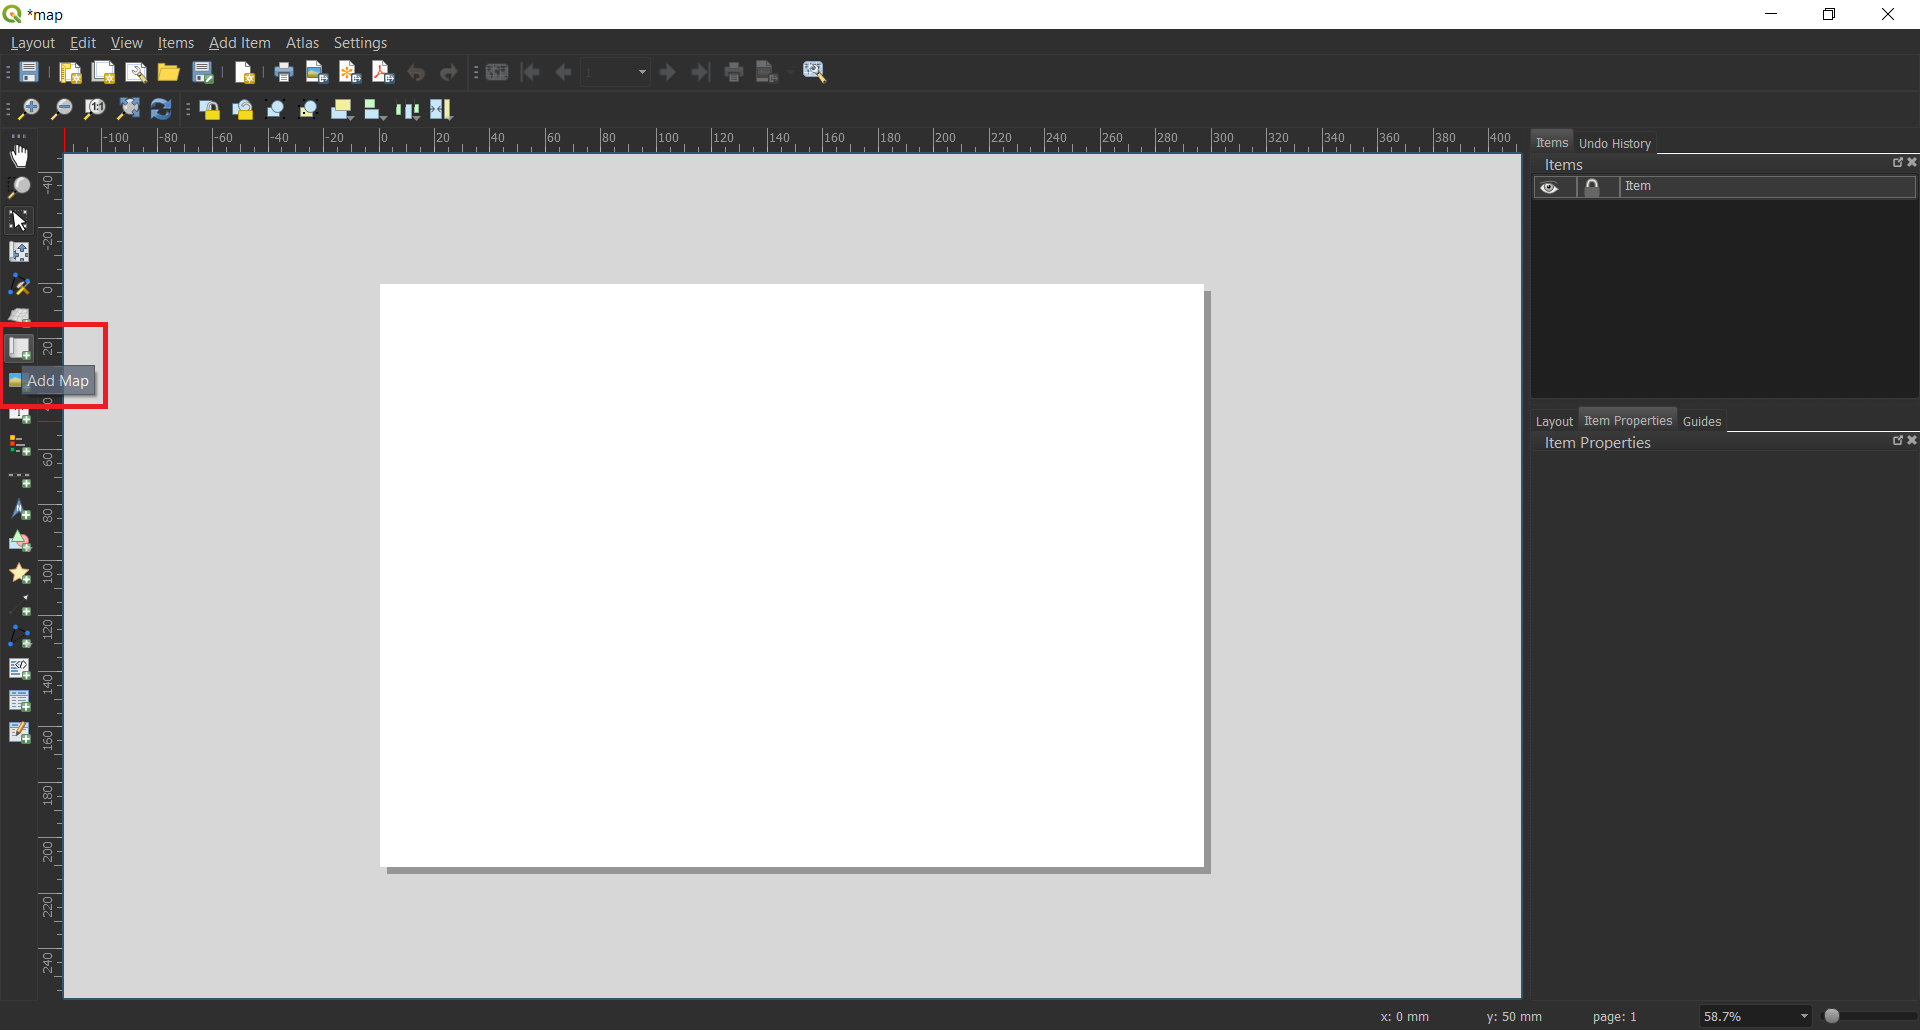 *map
Layout Edit View Items Add Item Atlas Settings
1
-100 -80 -60 -40 -20 0 20 40 60 80 100 120 140 160 180 200 220 240 260 280 300 320 340 360 380 400
Items Undo History
Items
Item
-40
-20
0
20
Add Map
60
80
100
120
140
160
180
200
220
240
Layout Item Properties Guides
Item Properties
x: 0 mm y: 50 mm page: 1 58.7%